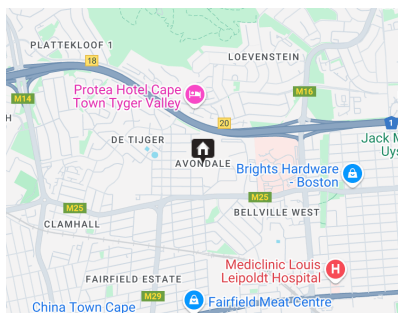 PLATTEKLOOF 1
LOEVENSTEIN
18
Protea Hotel Cape
Town Tyger Valley
M14
M16
H
20
1
DE TIJGER
Jack M
Uys
AVONDALE
Brights Hardware
- Boston
M25
M25
BELLVILLE WEST
CLAMHALL
Mediclinic Louis
Leipoldt Hospital
H
FAIRFIELD ESTATE
M29
China Town Cape
Fairfield Meat Centre